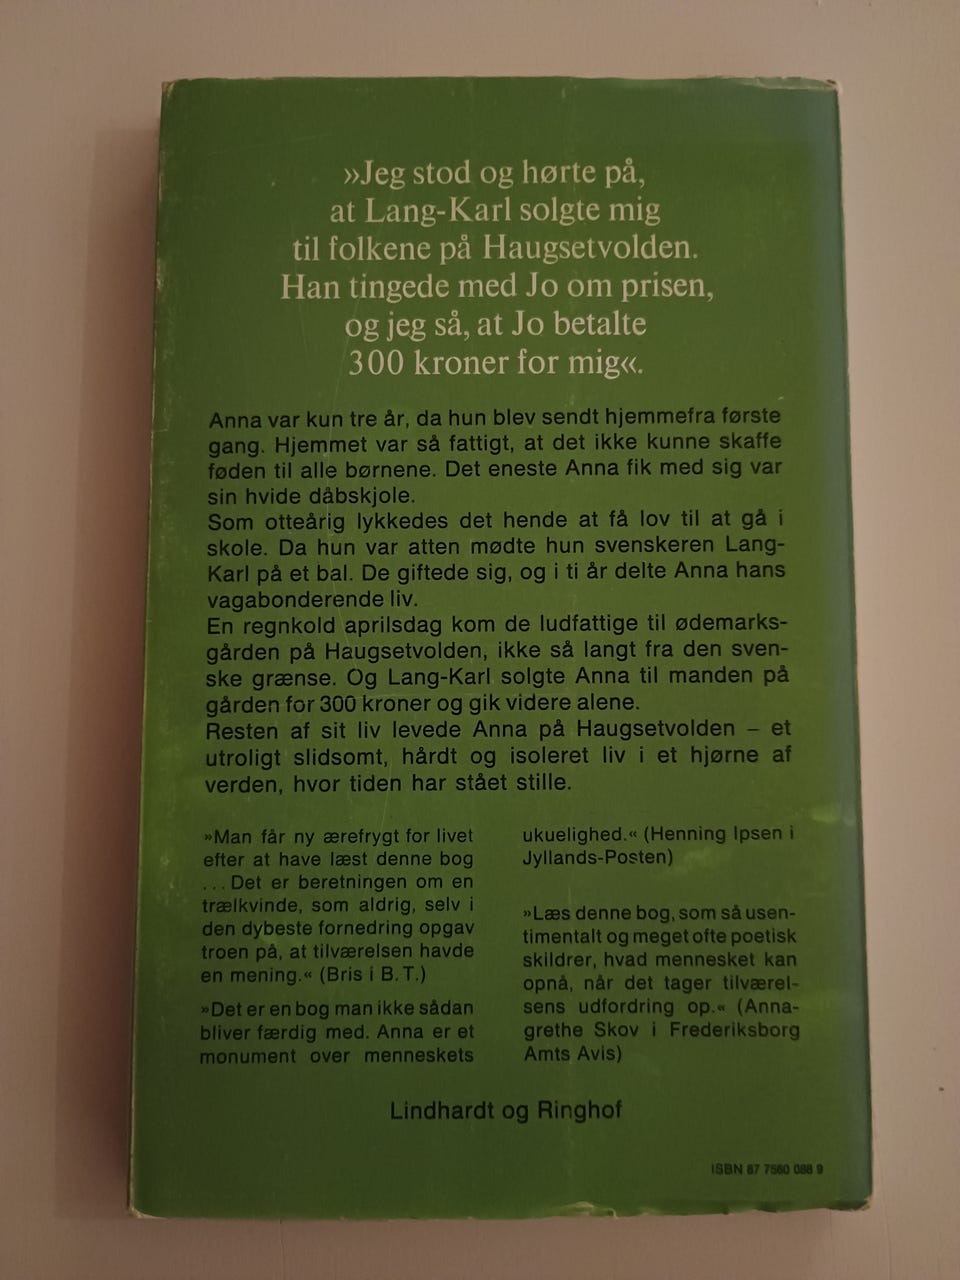 »Jeg stod og hørte på,
at Lang-Karl solgte mig
til folkene på Haugsetvolden.
Han tingede med Jo om prisen,
og jeg så, at Jo betalte
300 kroner for mig«.
Anna var kun tre år, da hun blev sendt hjemmefra første
gang. Hjemmet var så fattigt, at det ikke kunne skaffe
føden til alle børnene. Det eneste Anna fik med sig var
sin hvide dåbskjole.
Som otteårig lykkedes det hende at få lov til at gå i
skole. Da hun var atten mødte hun svenskeren Lang-
Karl på et bal. De giftede sig, og i ti år delte Anna hans
vagabonderende liv.
En regnkold aprilsdag kom de ludfattige til ødemarks-
gården på Haugsetvolden, ikke så langt fra den sven-
ske grænse. Og Lang-Karl solgte Anna til manden på
gården for 300 kroner og gik videre alene.
Resten af sit liv levede Anna på Haugsetvolden – et
utroligt slidsomt, hårdt og isoleret liv i et hjørne af
verden, hvor tiden har stået stille.
»Man får ny ærefrygt for livet
efter at have læst denne bog
... Det er beretningen om en
trælkvinde, som aldrig, selv i
den dybeste fornedring opgav
troen på, at tilværelsen havde
en mening.« (Bris i B.T.)
»Det er en bog man ikke sådan
bliver færdig med. Anna er et
monument over menneskets
ukuelighed.« (Henning Ipsen i
Jyllands-Posten)
»Læs denne bog, som så usen-
timentalt og meget ofte poetisk
skildrer, hvad mennesket kan
opnå, når det tager tilværel-
sens udfordring op.« (Anna-
grethe Skov i Frederiksborg
Amts Avis)
Lindhardt og Ringhof
ISBN 87 7560 088 9